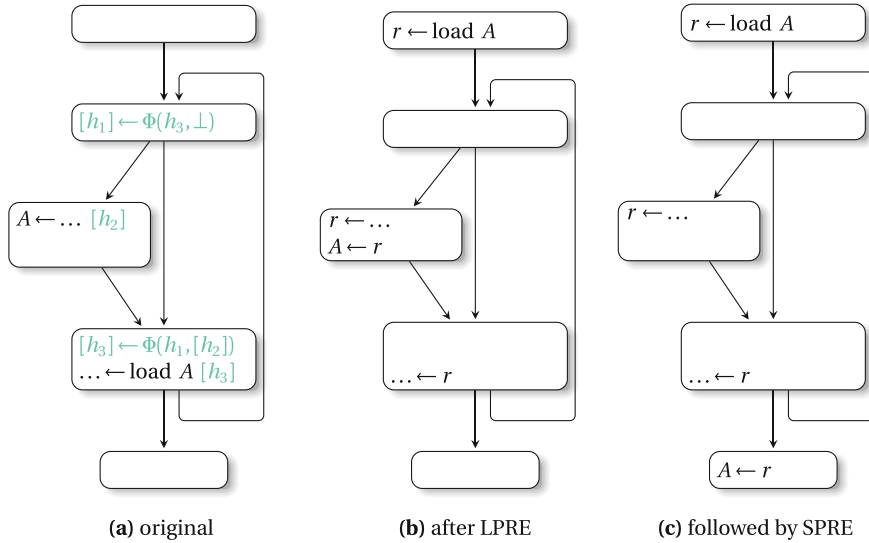 [h₁] ← Φ(h₃,⊥)
A ← … [h₂]
[h₃] ← Φ(h₁,[h₂])
… ← load A [h₃]
(a) original
r ← load A
r ← …
A ← r
… ← r
(b) after LPRE
r ← load A
r ← …
… ← r
A ← r
(c) followed by SPRE